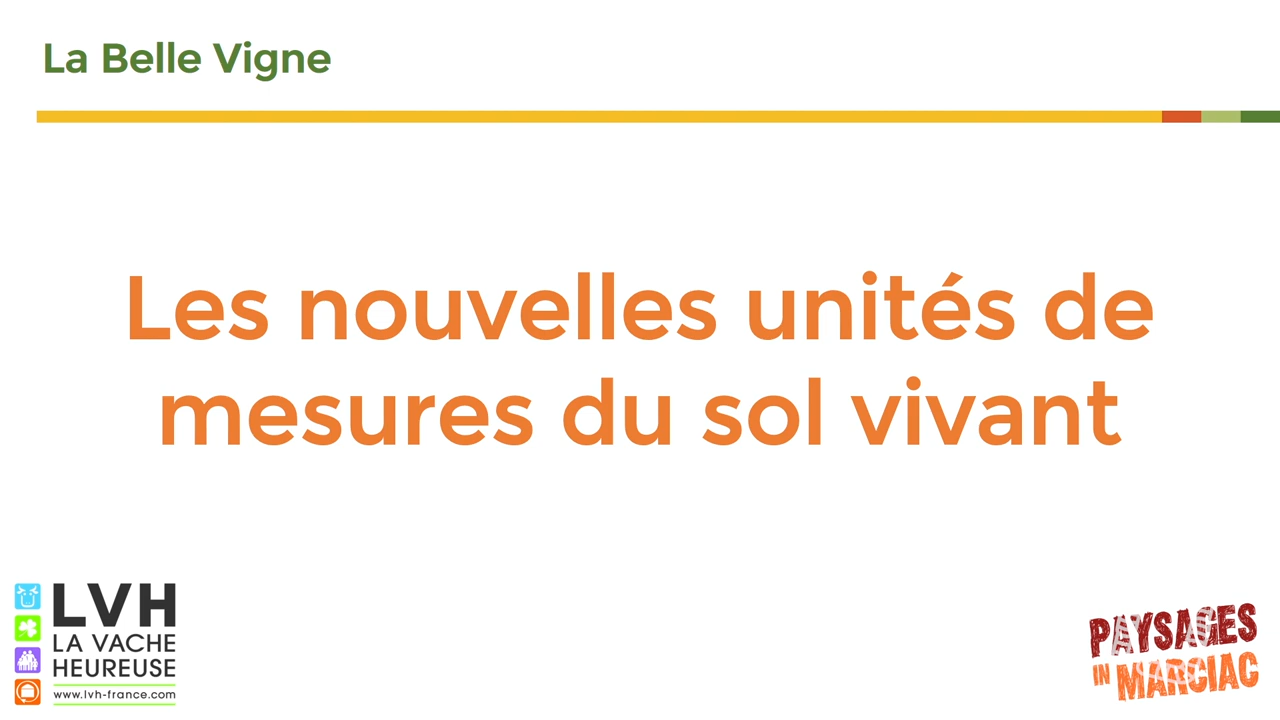 La Belle Vigne
Les nouvelles unités de
mesures du sol vivant
LVH
LA VACHE
HEUREUSE
www.lvh-france.com
PAYSAGES
IN MARCIAC